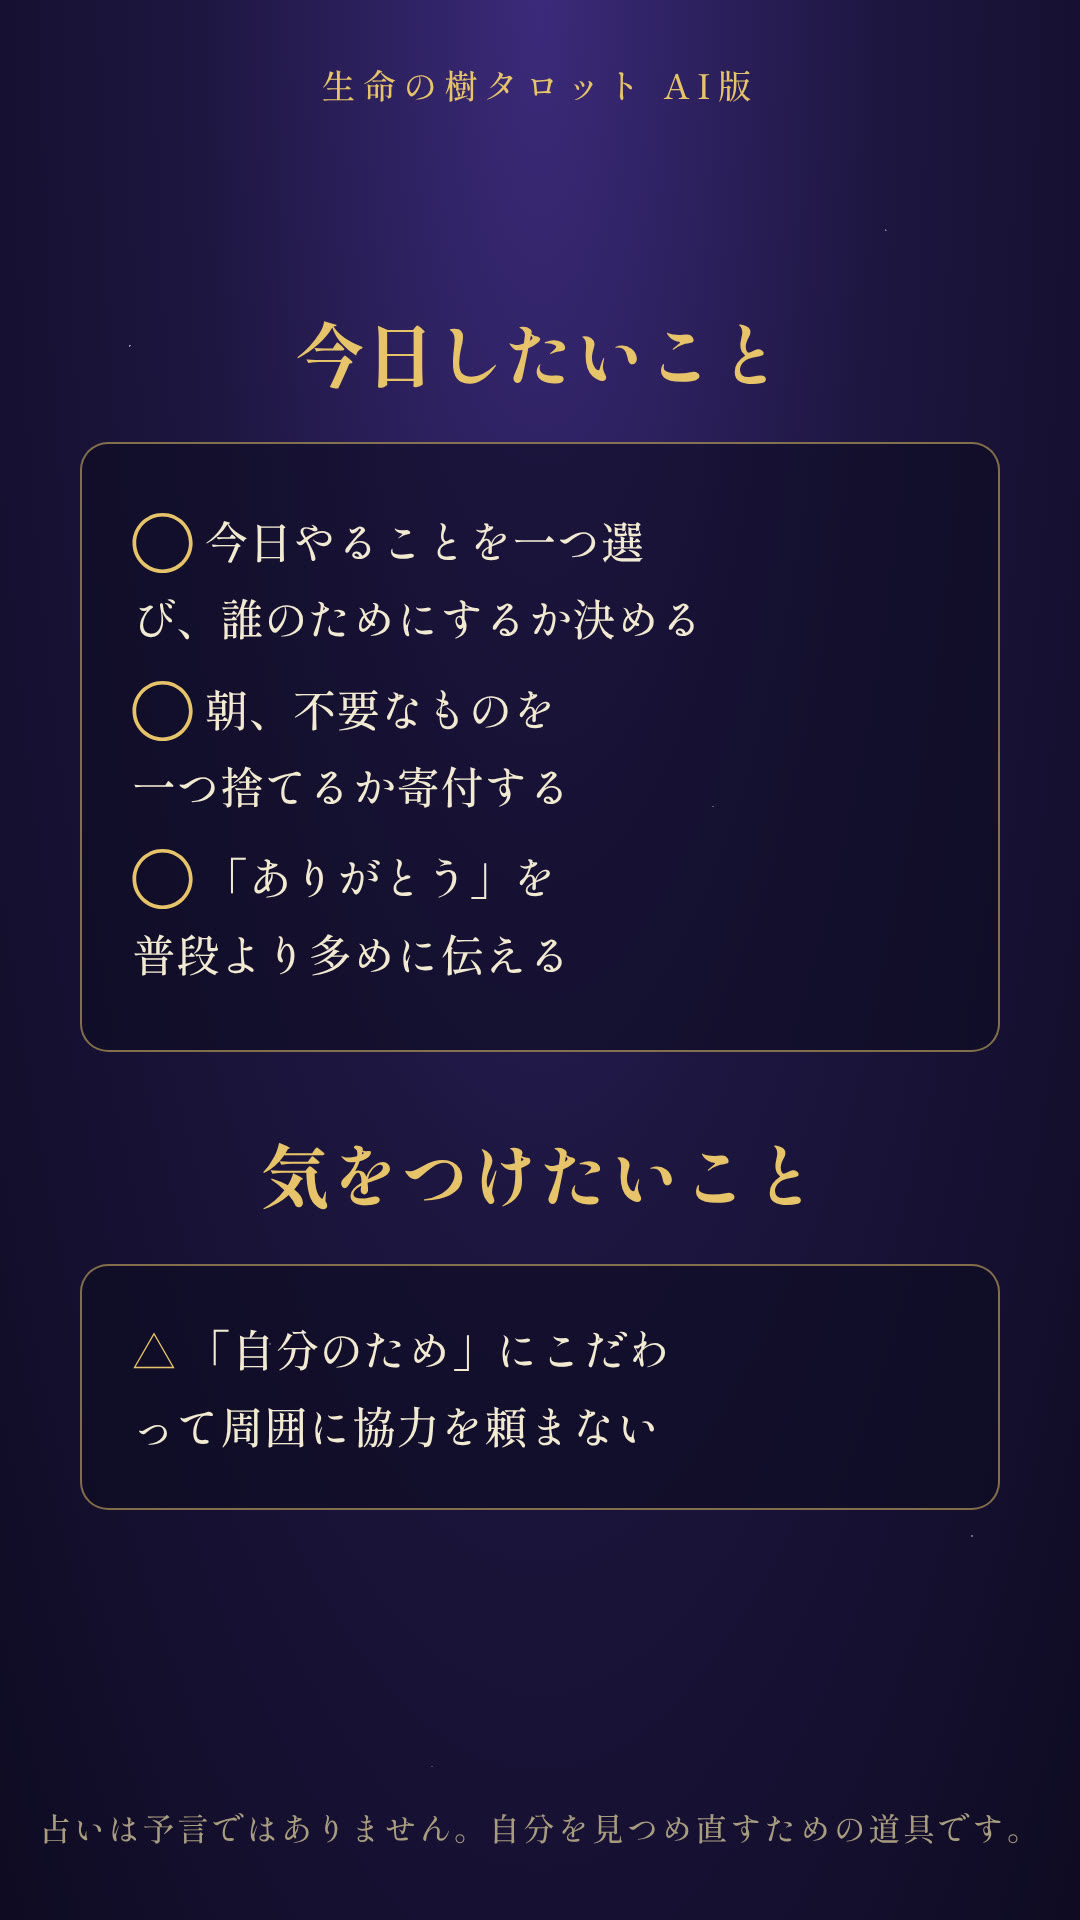 生命の樹タロット AI版
今日したいこと
◯ 今日やることを一つ選
び、誰のためにするか決める
◯ 朝、不要なものを
一つ捨てるか寄付する
◯ 「ありがとう」を
普段より多めに伝える
気をつけたいこと
△ 「自分のため」にこだわ
って周囲に協力を頼まない
占いは予言ではありません。自分を見つめ直すための道具です。